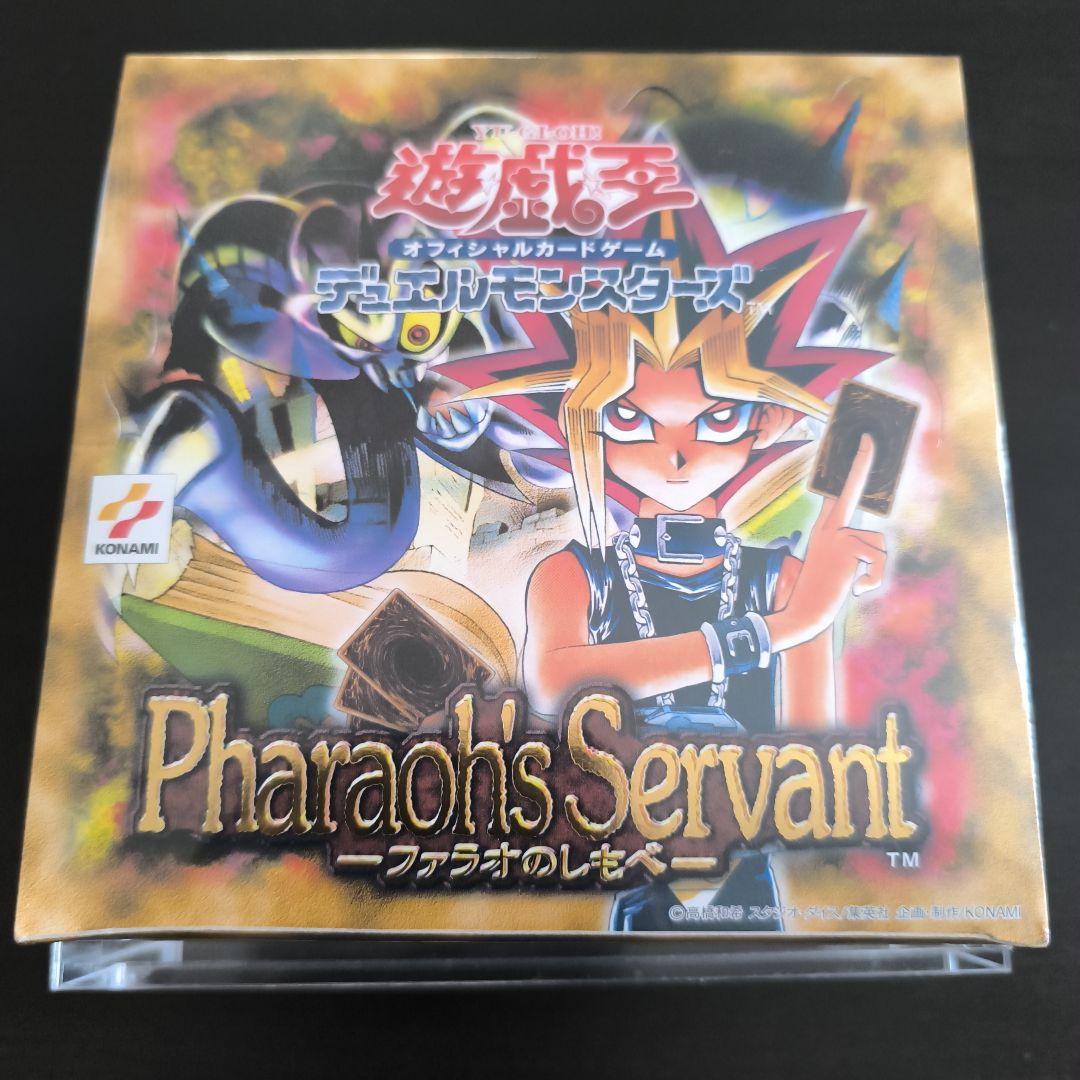 YU-GI-OH!
遊戯王
オフィシャルカードゲーム
デュエルモンスターズ™
KONAMI
Pharaoh's Servant
ーファラオのしもべー
TM
©高橋和希 スタジオ・ダイス/集英社 企画・制作/KONAMI